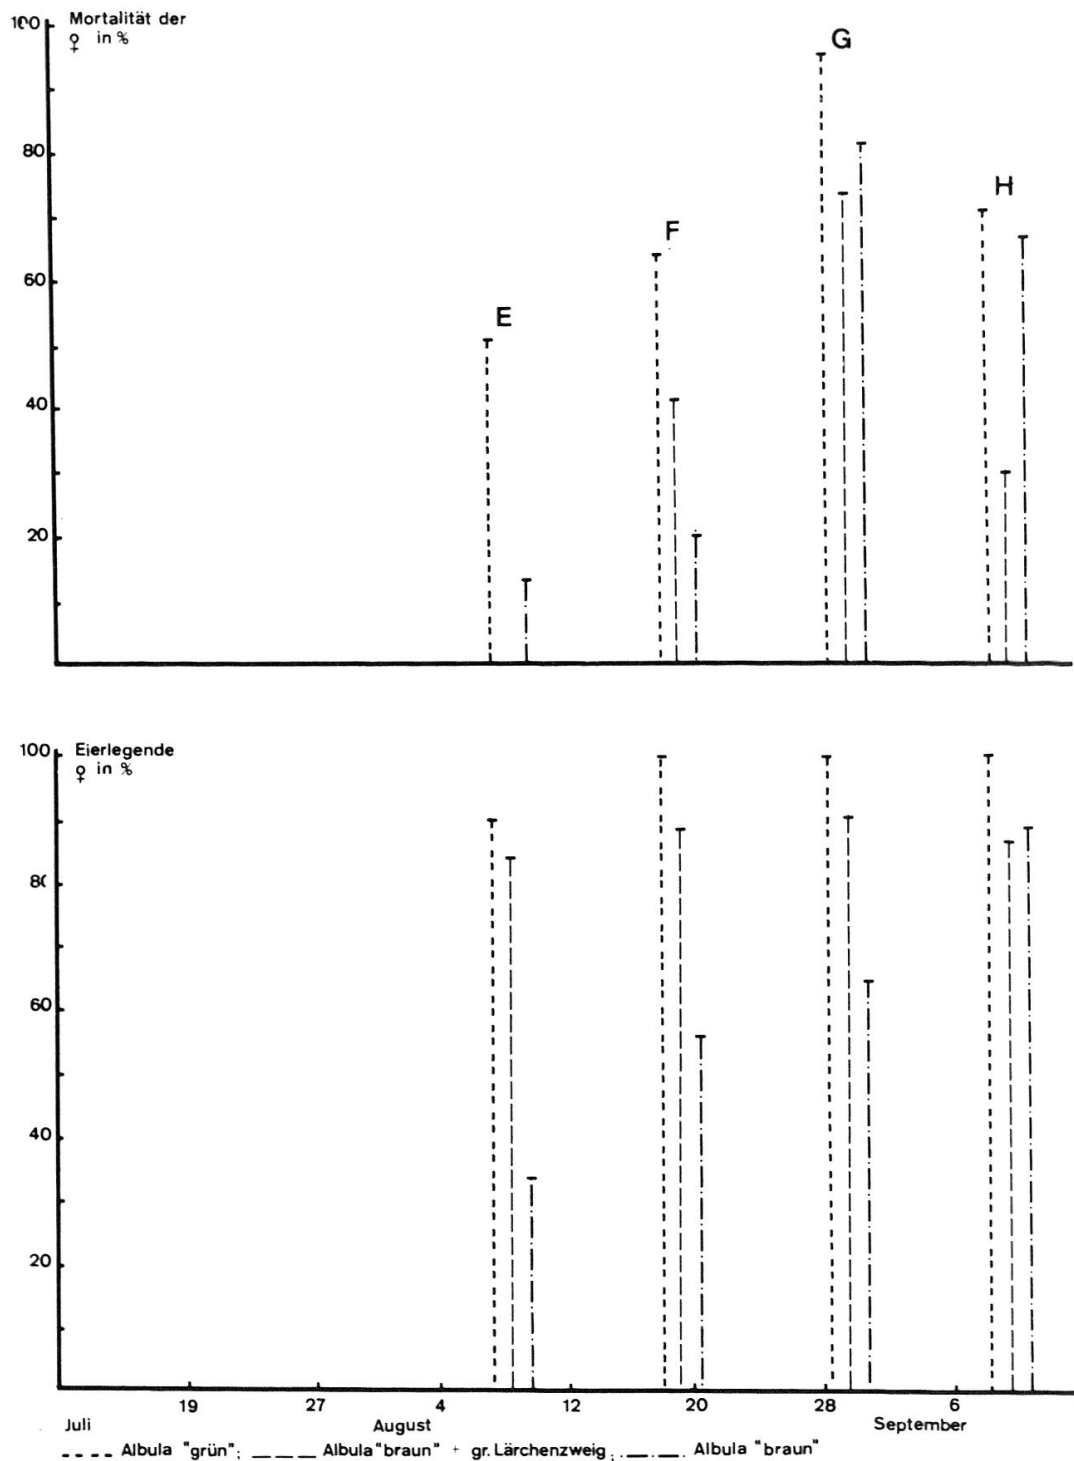 100 Mortalität der
♀ in %
G
80
H
F
60
E
40
20
100 Eierlegende
♀ in %
80
60
40
20
19 27 4 12 20 28 6
Juli August September
Albula "grün"; Albula "braun" + gr. Lärchenzweig; Albula "braun"